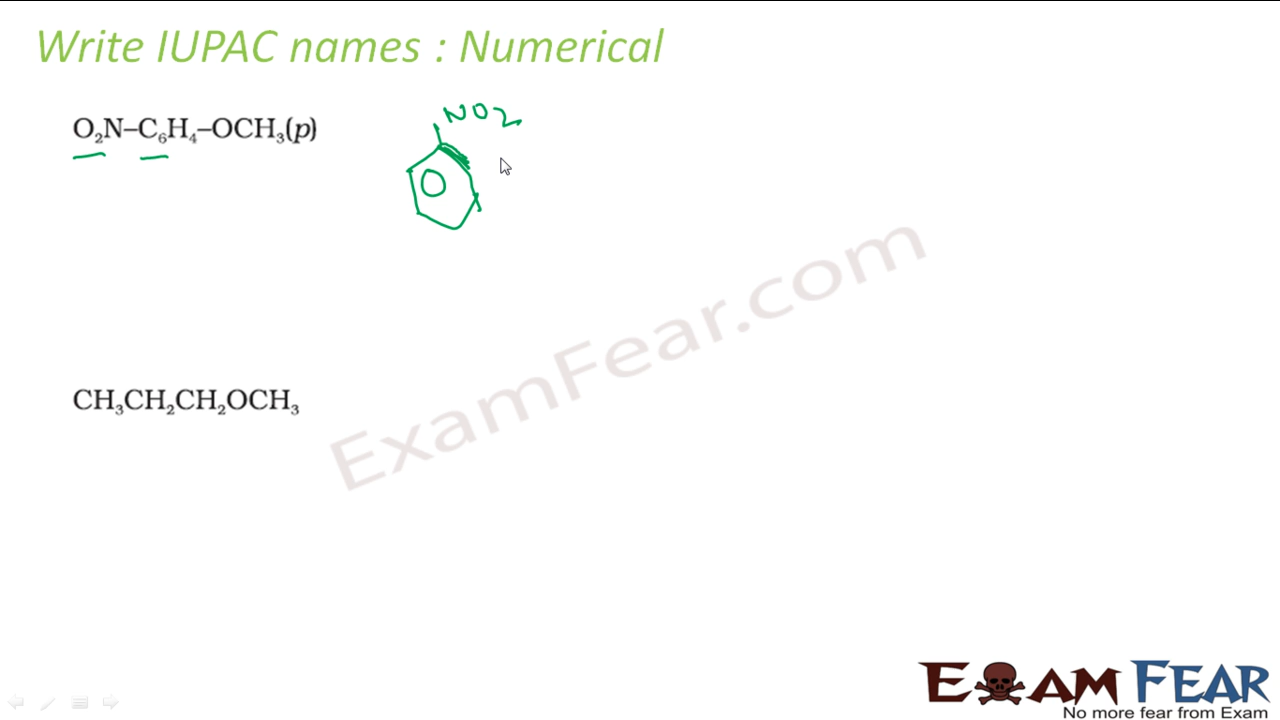 Write IUPAC names : Numerical
O₂N–C₆H₄–OCH₃(p)
NO2
CH₃CH₂CH₂OCH₃
ExamFear.com
EXAM FEAR
No more fear from Exam